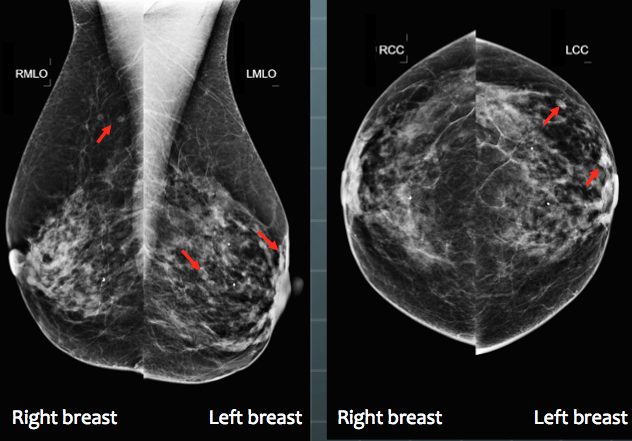 RMLO
LMLO
RCC
LCC
Right breast
Left breast
Right breast
Left breast